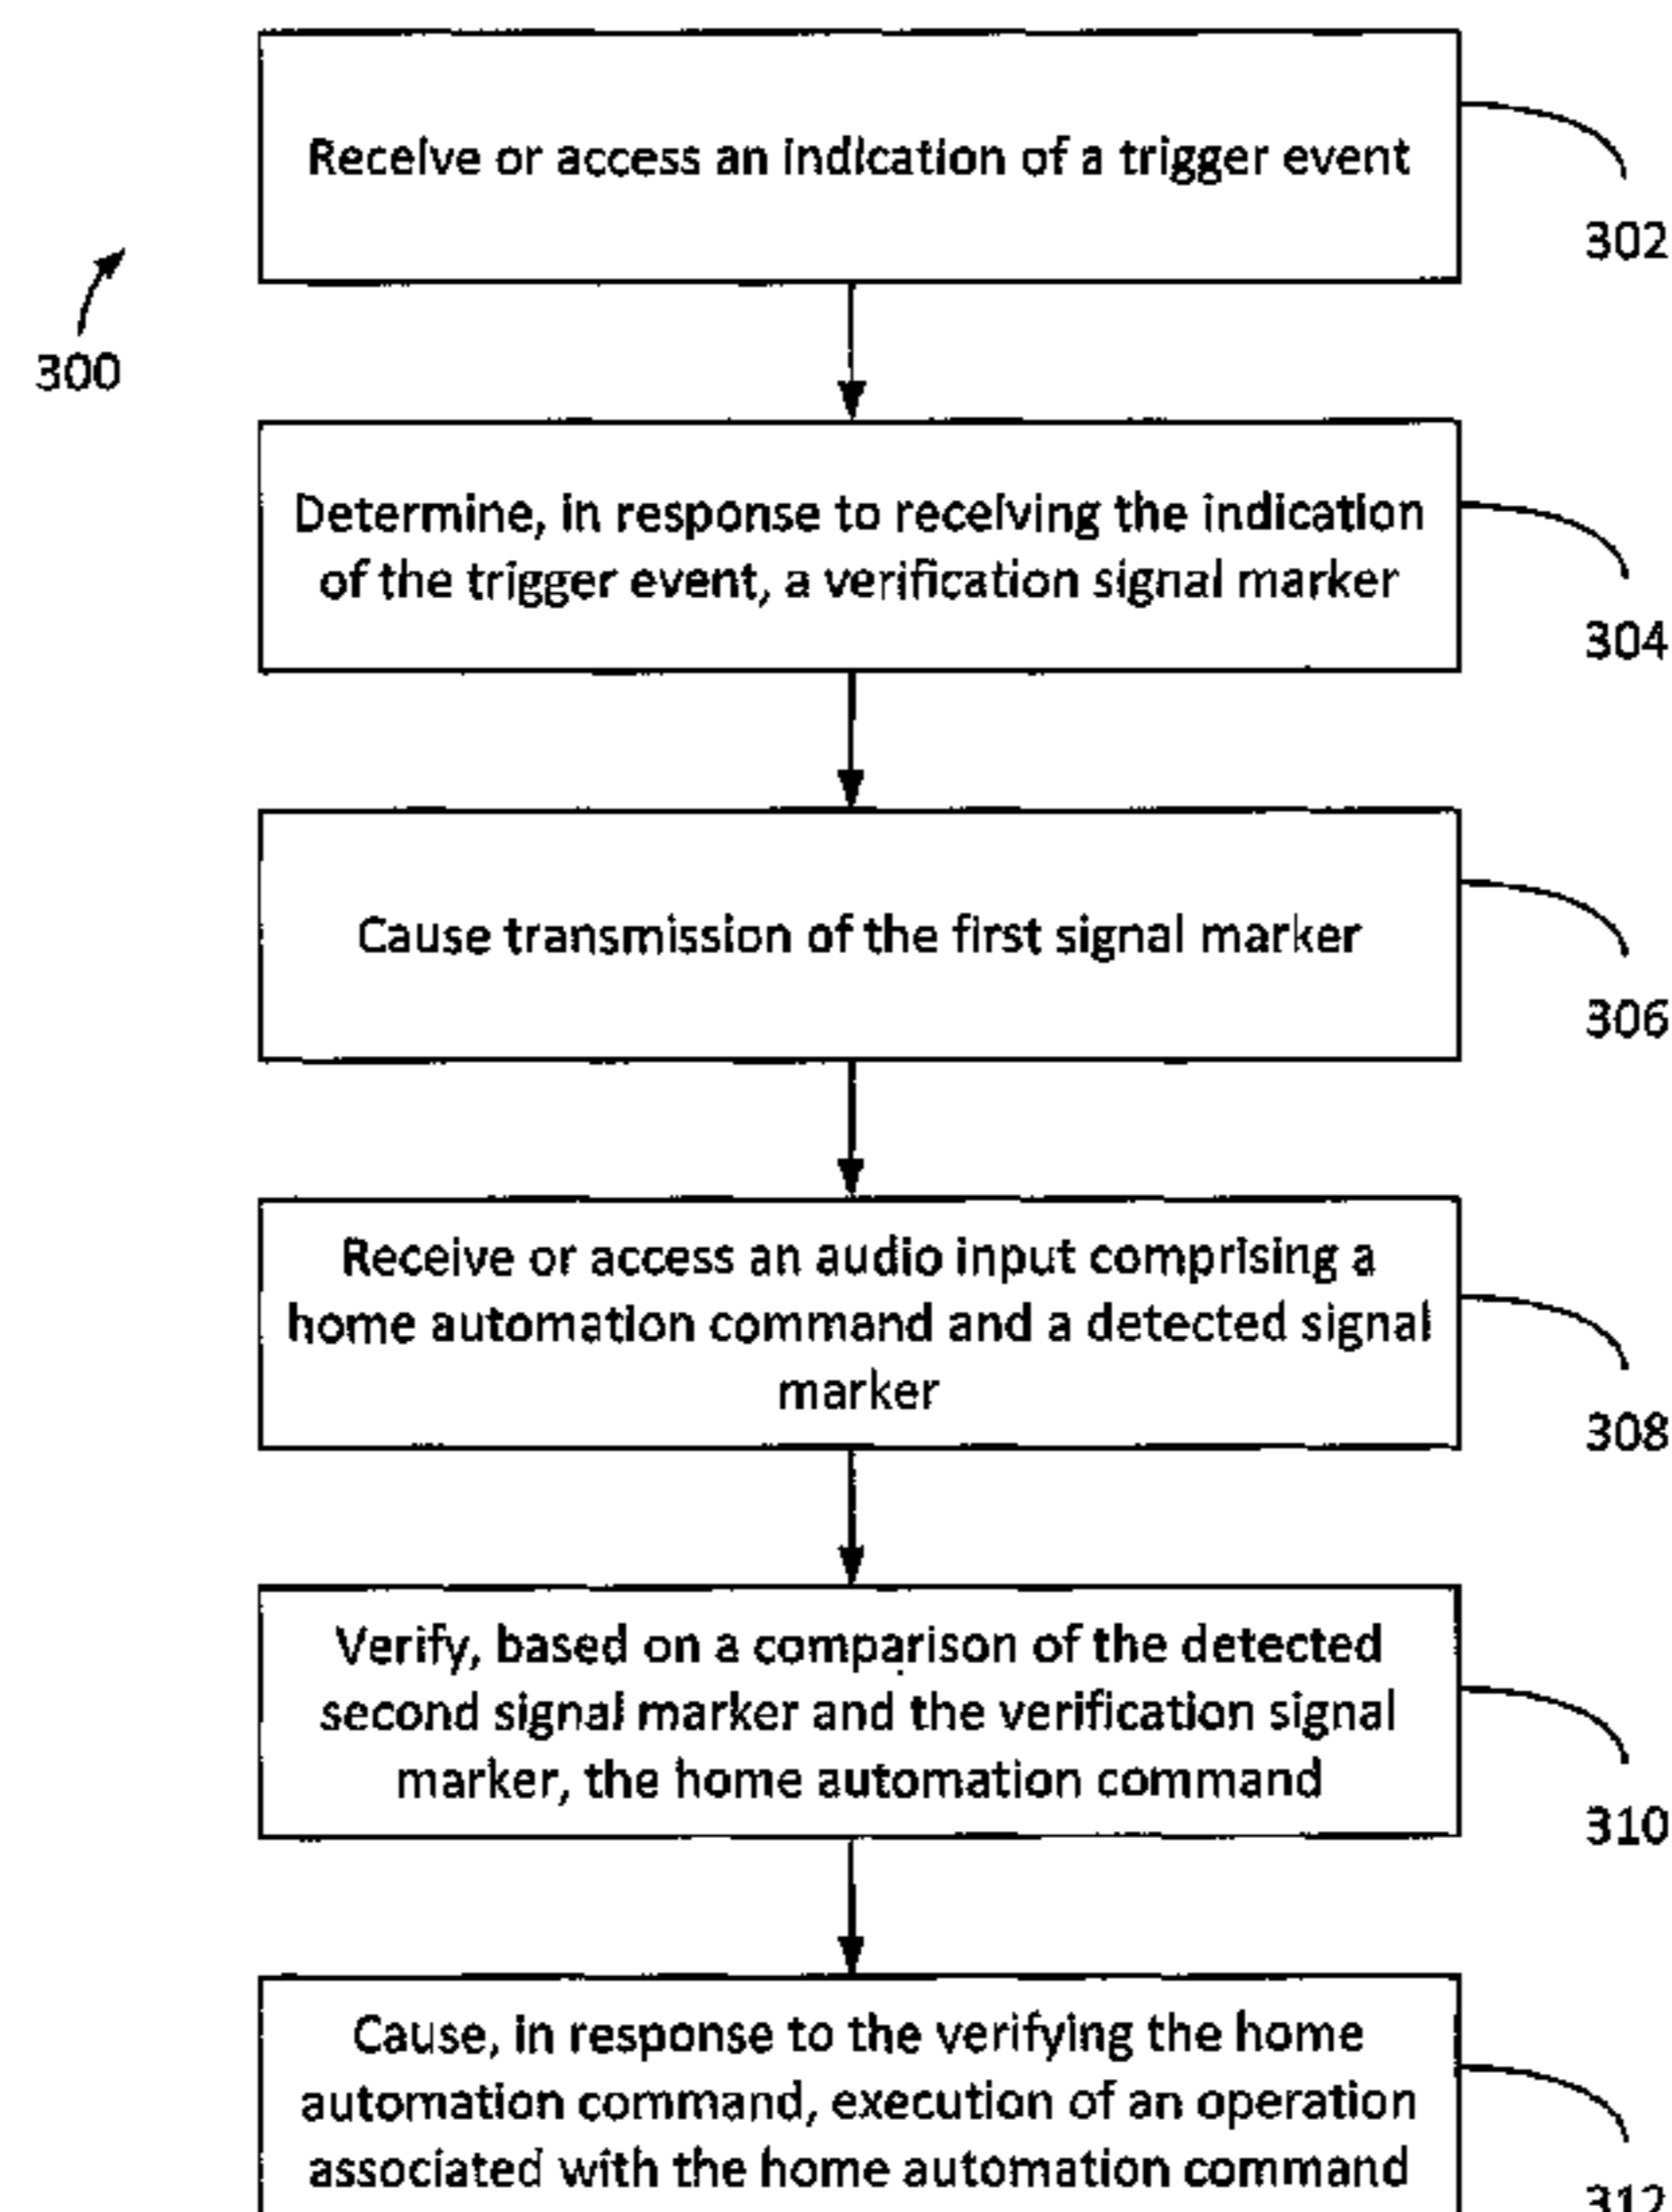 Receive or access an indication of a trigger event
302
300
Determine, in response to receiving the indication
of the trigger event, a verification signal marker
304
Cause transmission of the first signal marker
306
Receive or access an audio input comprising a
home automation command and a detected signal
marker
308
Verify, based on a comparison of the detected
second signal marker and the verification signal
marker, the home automation command
310
Cause, in response to the verifying the home
automation command, execution of an operation
associated with the home automation command
312